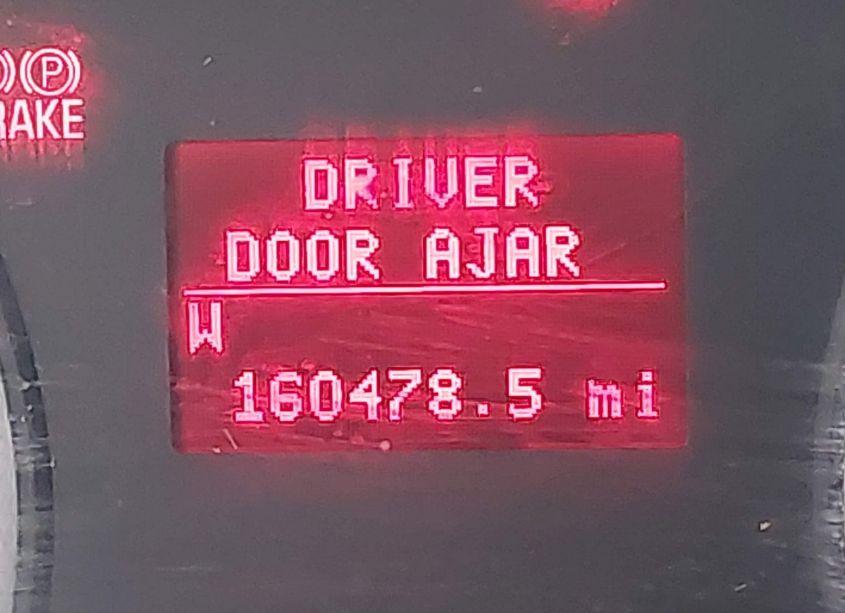 (P)
RAKE
DRIVER
DOOR AJAR
W
160478.5 mi